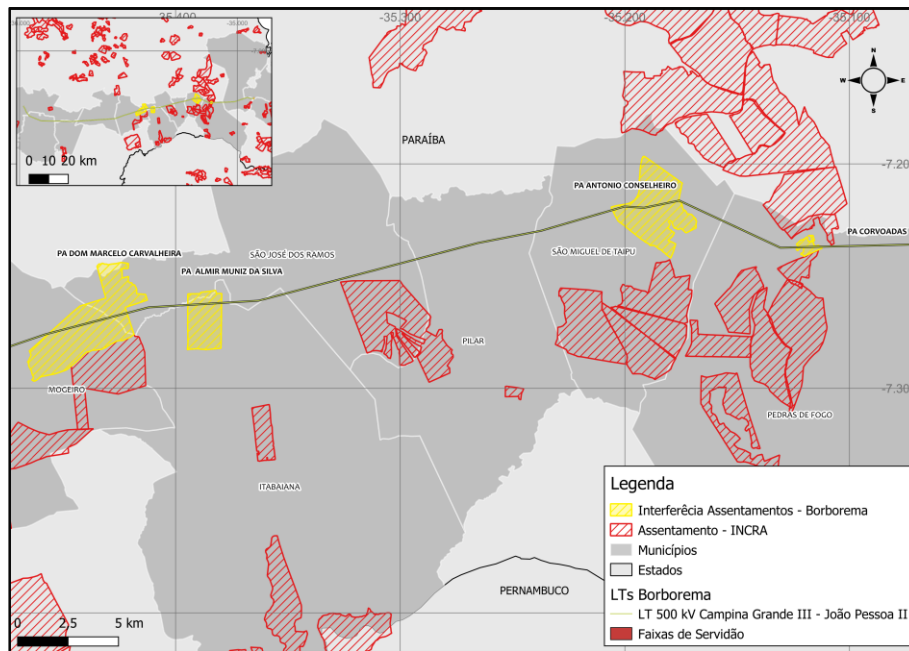 -35.400
-35.300
-35.200
-35.100
-35.000
0 10 20 km
N
W E
S
PARAÍBA
-7.20
PA ANTONIO CONSELHEIRO
PA CORVOADAS
PA DOM MARCELO CARVALHEIRA
SÃO JOSÉ DOS RAMOS
SÃO MIGUEL DE TAIPU
PA ALMIR MUNIZ DA SILVA
PILAR
-7.30
MOGEIRO
PEDRAS DE FOGO
ITABAIANA
PERNAMBUCO
0 2.5 5 km
Legenda
Interferêcia Assentamentos - Borborema
Assentamento - INCRA
Municípios
Estados
LTs Borborema
LT 500 kV Campina Grande III - João Pessoa II
Faixas de Servidão